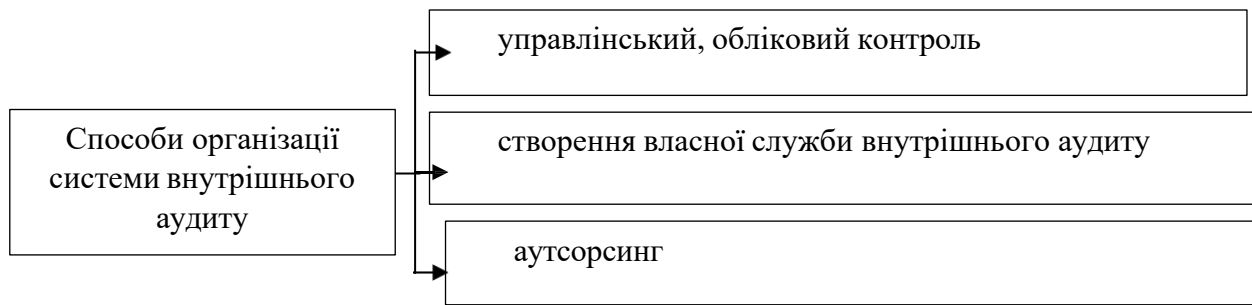 Способи організації
системи внутрішнього
аудиту
управлінський, обліковий контроль
створення власної служби внутрішнього аудиту
аутсорсинг